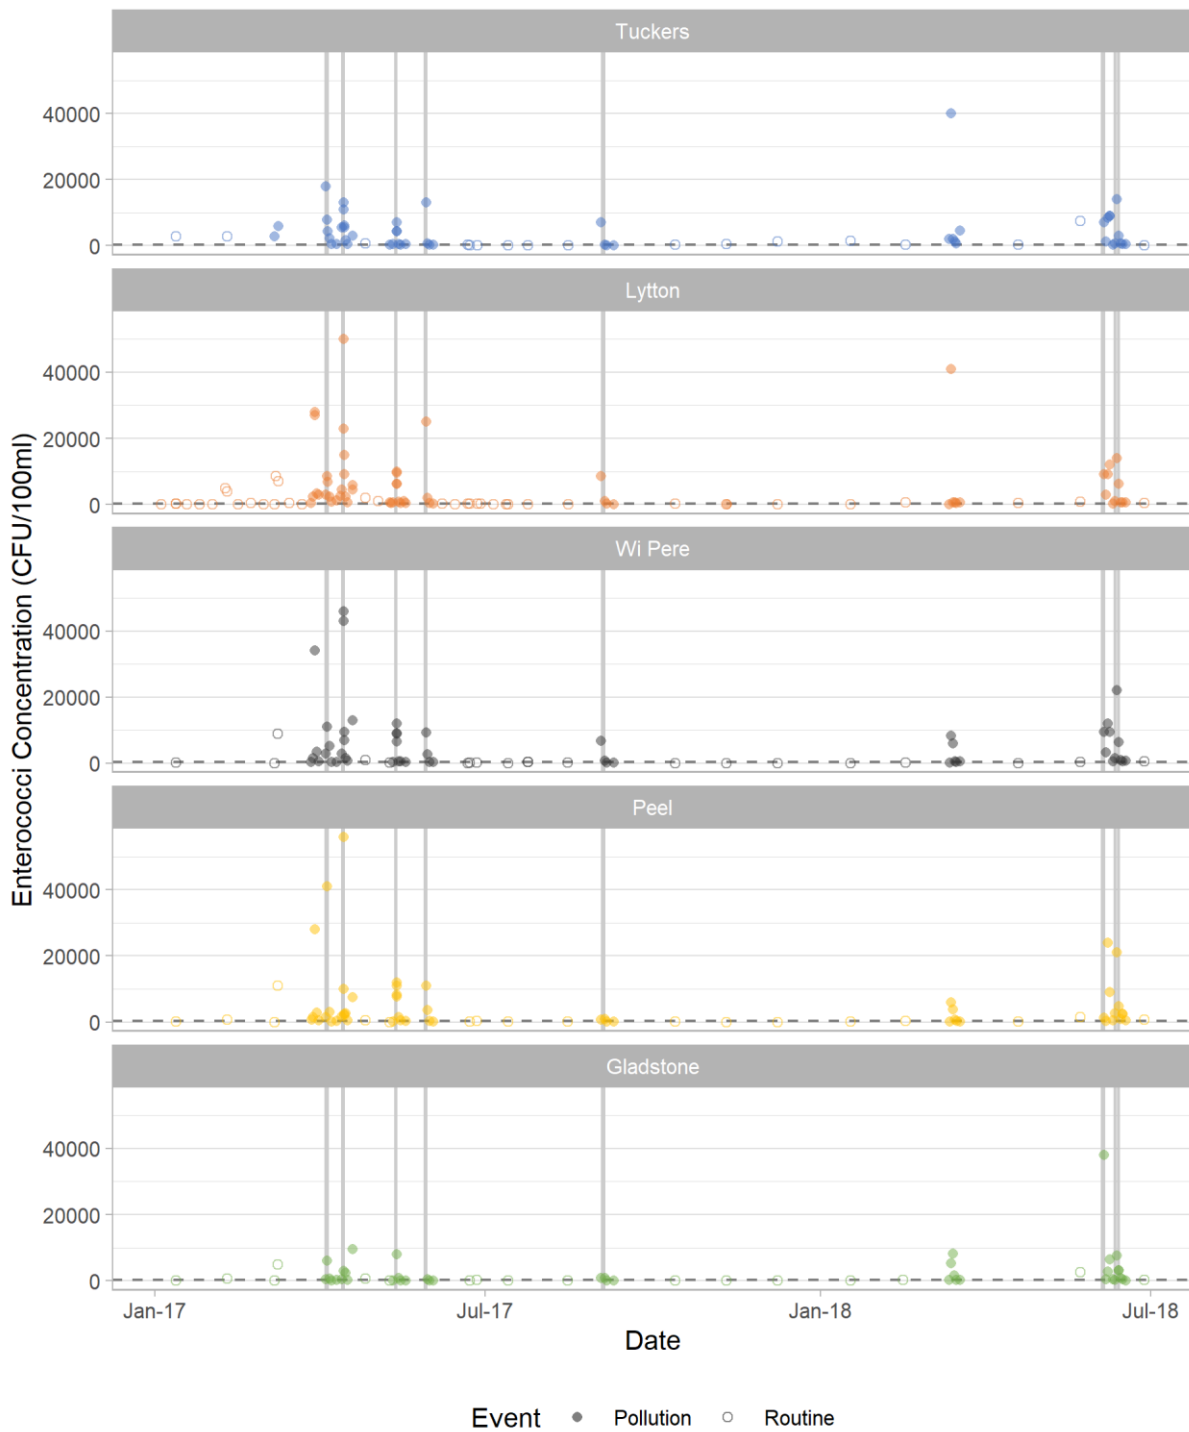 Tuckers
40000
20000
0
Lytton
40000
20000
0
Wi Pere
40000
20000
0
Peel
40000
20000
0
Gladstone
40000
20000
0
Enterococci Concentration (CFU/100ml)
Jan-17 Jul-17 Jan-18 Jul-18
Date
Event Pollution Routine